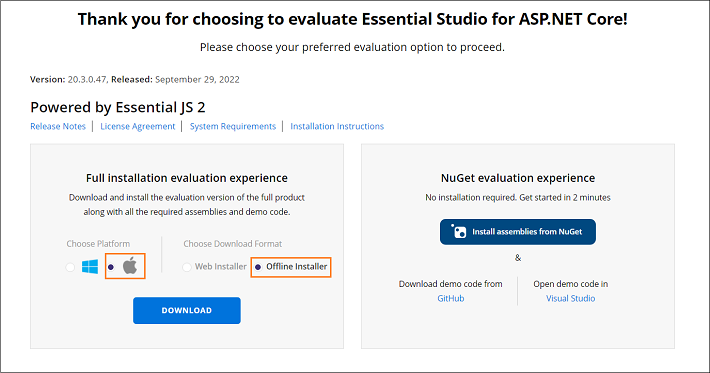 Thank you for choosing to evaluate Essential Studio for ASP.NET Core!
Please choose your preferred evaluation option to proceed.
Version: 20.3.0.47, Released: September 29, 2022
Powered by Essential JS 2
Release Notes | License Agreement | System Requirements | Installation Instructions
Full installation evaluation experience
Download and install the evaluation version of the full product
along with all the required assemblies and demo code.
Choose Platform
Choose Download Format
Web Installer
Offline Installer
DOWNLOAD
NuGet evaluation experience
No installation required. Get started in 2 minutes
Install assemblies from NuGet
&
Download demo code from
GitHub
Open demo code in
Visual Studio